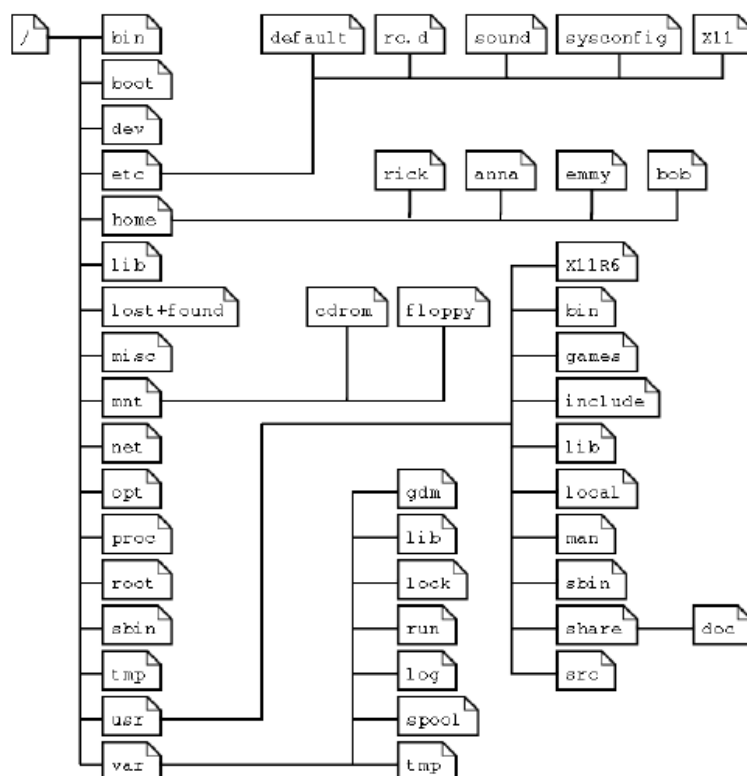 / bin default rc.d sound sysconfig X11
boot
dev
etc rick anna emmy bob
home
lib X11R6
lost+found cdrom floppy bin
misc games
mnt include
net lib
opt gdm local
proc lib man
root lock sbin
sbin run share doc
tmp log src
usr spool
var tmp